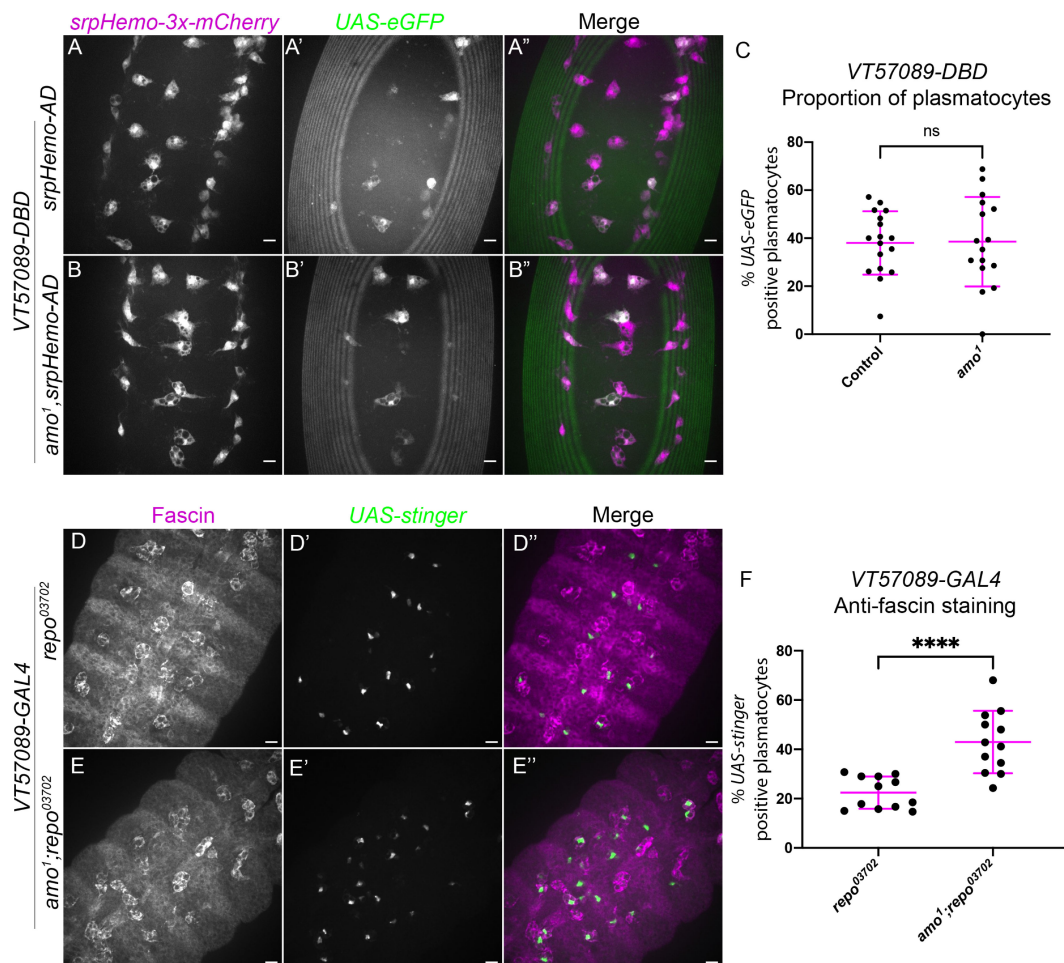 srpHemo-3x-mCherry
UAS-eGFP
Merge
VT57089-DBD
srpHemo-AD
A
A'
A''
amo¹,srpHemo-AD
B
B'
B''
C
VT57089-DBD
Proportion of plasmatocytes
ns
% UAS-eGFP
positive plasmatocytes
80
60
40
20
0
Control
amo¹
Fascin
UAS-stinger
Merge
VT57089-GAL4
repo⁰³⁷⁰²
D
D'
D''
amo¹;repo⁰³⁷⁰²
E
E'
E''
F
VT57089-GAL4
Anti-fascin staining
****
% UAS-stinger
positive plasmatocytes
80
60
40
20
0
repo⁰³⁷⁰²
amo¹;repo⁰³⁷⁰²